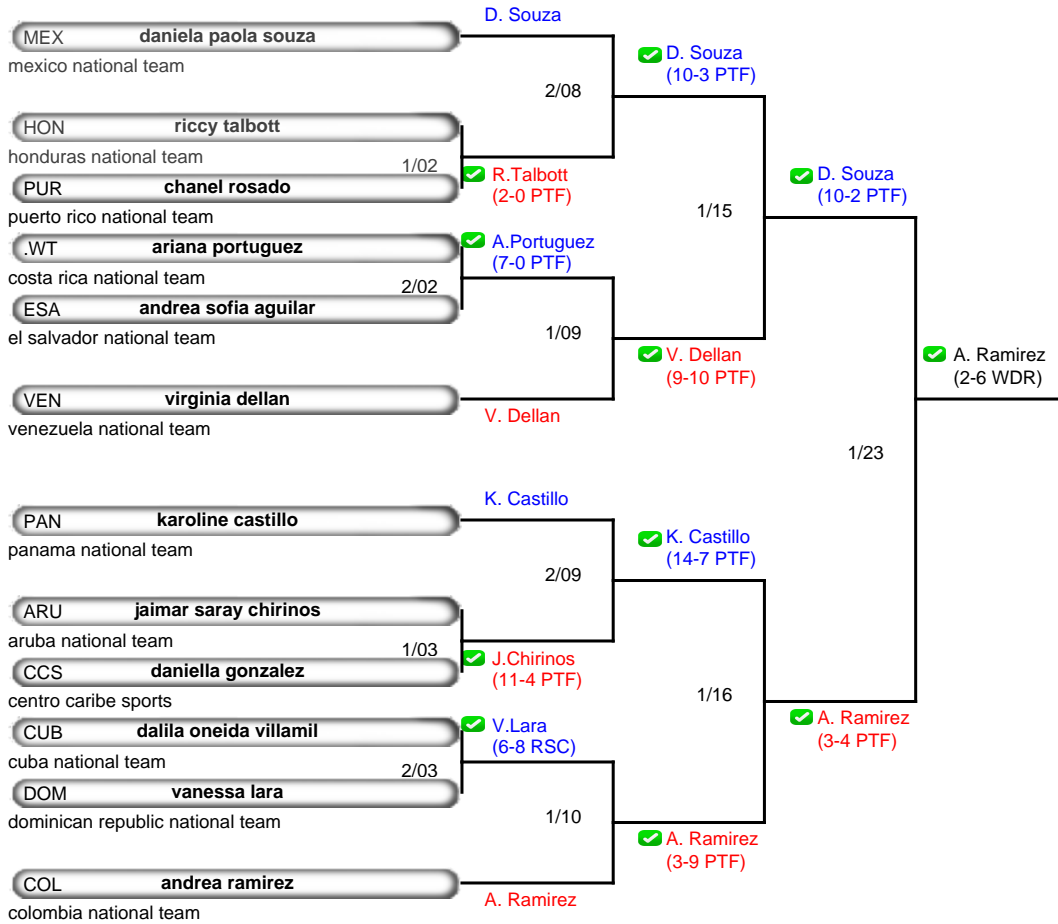 D. Souza
MEX daniela paola souza
mexico national team
D. Souza
(10-3 PTF)
2/08
HON riccy talbott
honduras national team
1/02
R.Talbott
(2-0 PTF)
PUR chanel rosado
puerto rico national team
D. Souza
(10-2 PTF)
1/15
.WT ariana portuguez
costa rica national team
A.Portuguez
(7-0 PTF)
2/02
ESA andrea sofia aguilar
el salvador national team
1/09
V. Dellan
(9-10 PTF)
A. Ramirez
(2-6 WDR)
VEN virginia dellan
venezuela national team
V. Dellan
1/23
K. Castillo
PAN karoline castillo
panama national team
K. Castillo
(14-7 PTF)
2/09
ARU jaimar saray chirinos
aruba national team
1/03
J.Chirinos
(11-4 PTF)
CCS daniella gonzalez
centro caribe sports
1/16
CUB dalila oneida villamil
cuba national team
V.Lara
(6-8 RSC)
A. Ramirez
(3-4 PTF)
2/03
DOM vanessa lara
dominican republic national team
1/10
A. Ramirez
(3-9 PTF)
COL andrea ramirez
colombia national team
A. Ramirez